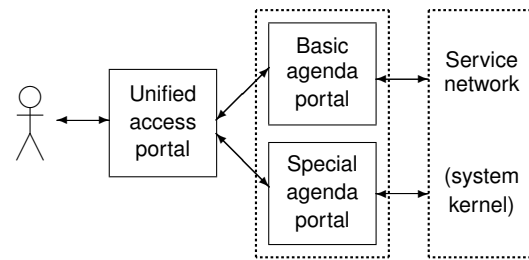 Unified
access
portal
Basic
agenda
portal
Special
agenda
portal
Service
network
(system
kernel)